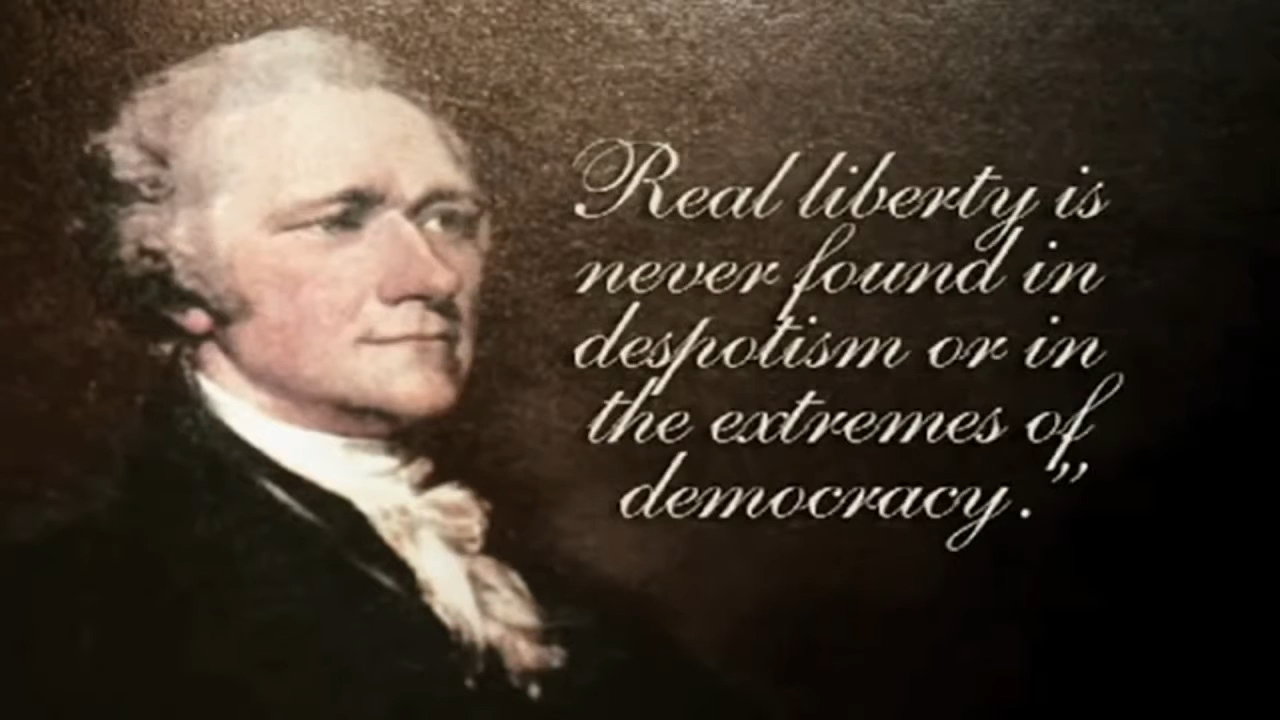 Real liberty is
never found in
despotism or in
the extremes of
democracy.”